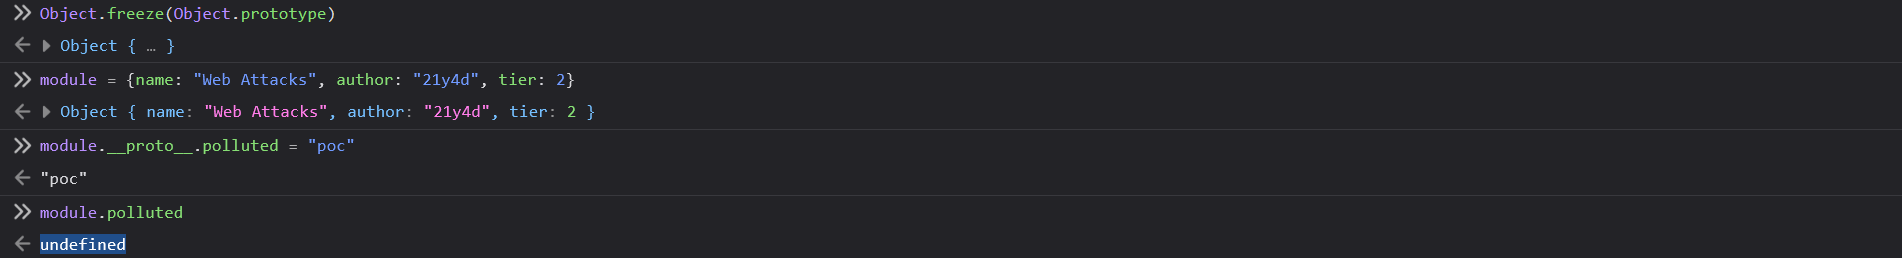 >> Object.freeze(Object.prototype)
← ▶ Object { … }
>> module = {name: "Web Attacks", author: "21y4d", tier: 2}
← ▶ Object { name: "Web Attacks", author: "21y4d", tier: 2 }
>> module.__proto__.polluted = "poc"
← "poc"
>> module.polluted
← undefined